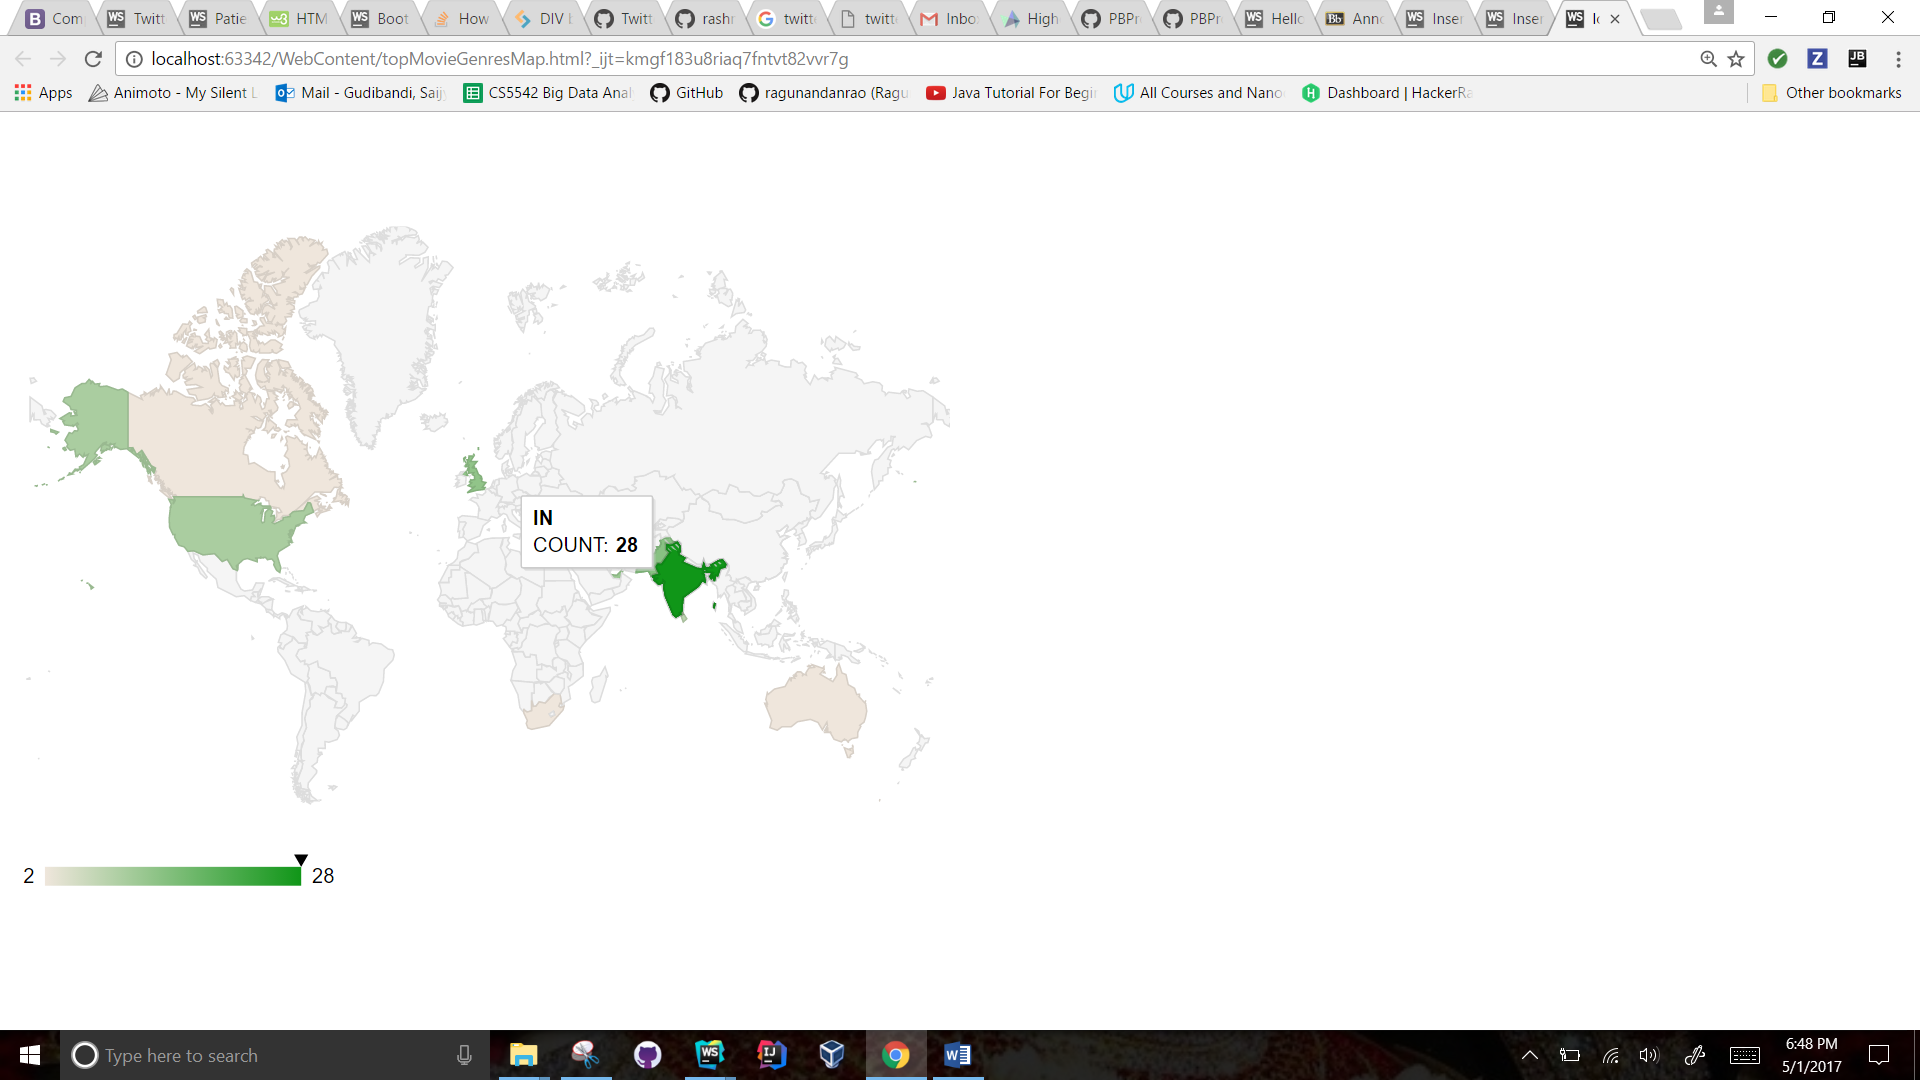 Com Twitt Patie HTM Boot How DIV Twitt rashr twitt twitt Inbo High PBPr PBPr Hello Anno Inser Inser
localhost:63342/WebContent/topMovieGenresMap.html?_ijt=kmgf183u8riaq7fntvt82vvr7g
Apps Animoto - My Silent Mail - Gudibandi, Saij CS5542 Big Data Anal GitHub ragunandanrao (Ragu Java Tutorial For Begi All Courses and Nano Dashboard | HackerRa Other bookmarks
IN
COUNT: 28
2 28
Type here to search
6:48 PM
5/1/2017